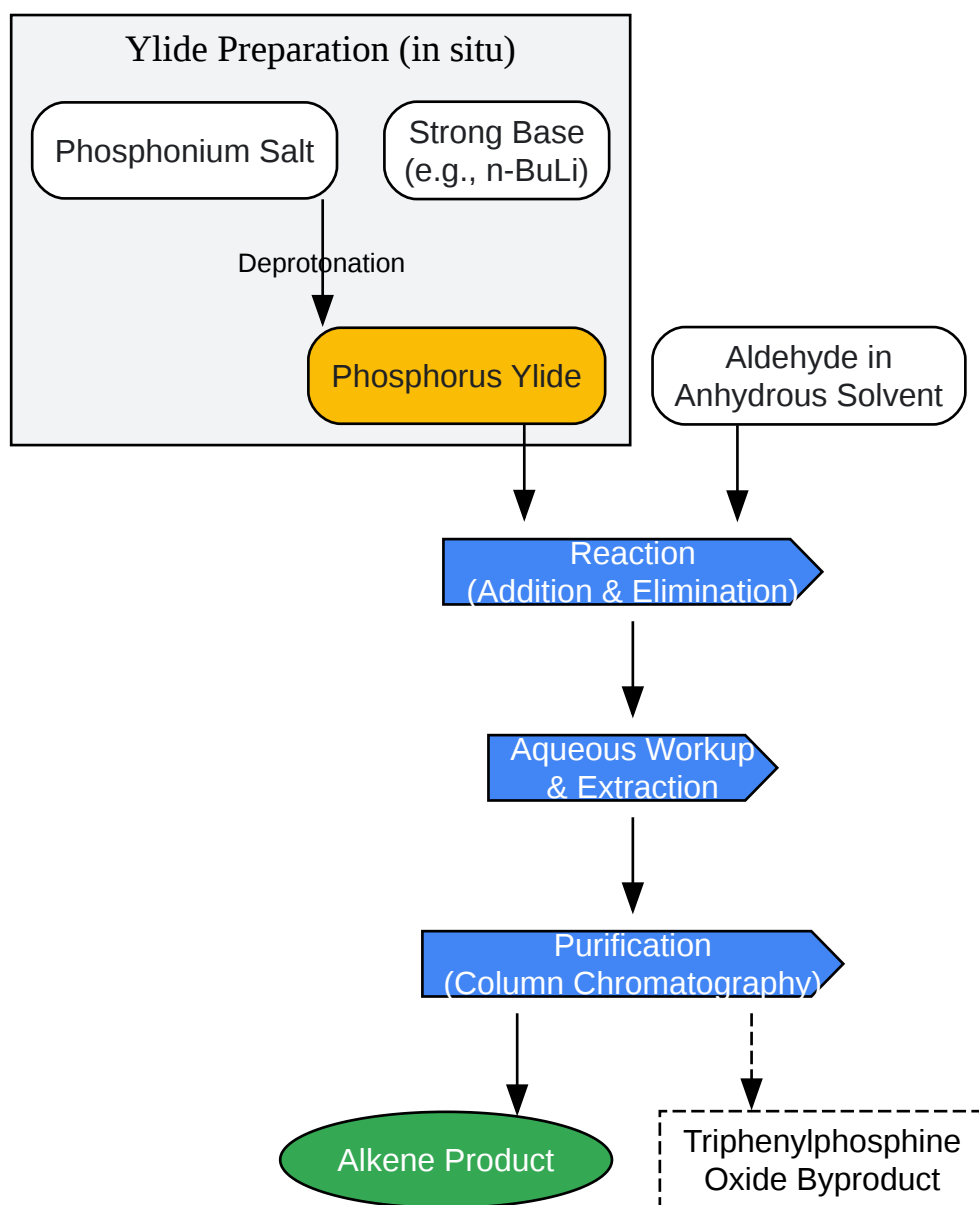 Ylide Preparation (in situ)
Phosphonium Salt
Strong Base
(e.g., n-BuLi)
Deprotonation
Phosphorus Ylide
Aldehyde in
Anhydrous Solvent
Reaction
(Addition & Elimination)
Aqueous Workup
& Extraction
Purification
(Column Chromatography)
Alkene Product
Triphenylphosphine
Oxide Byproduct